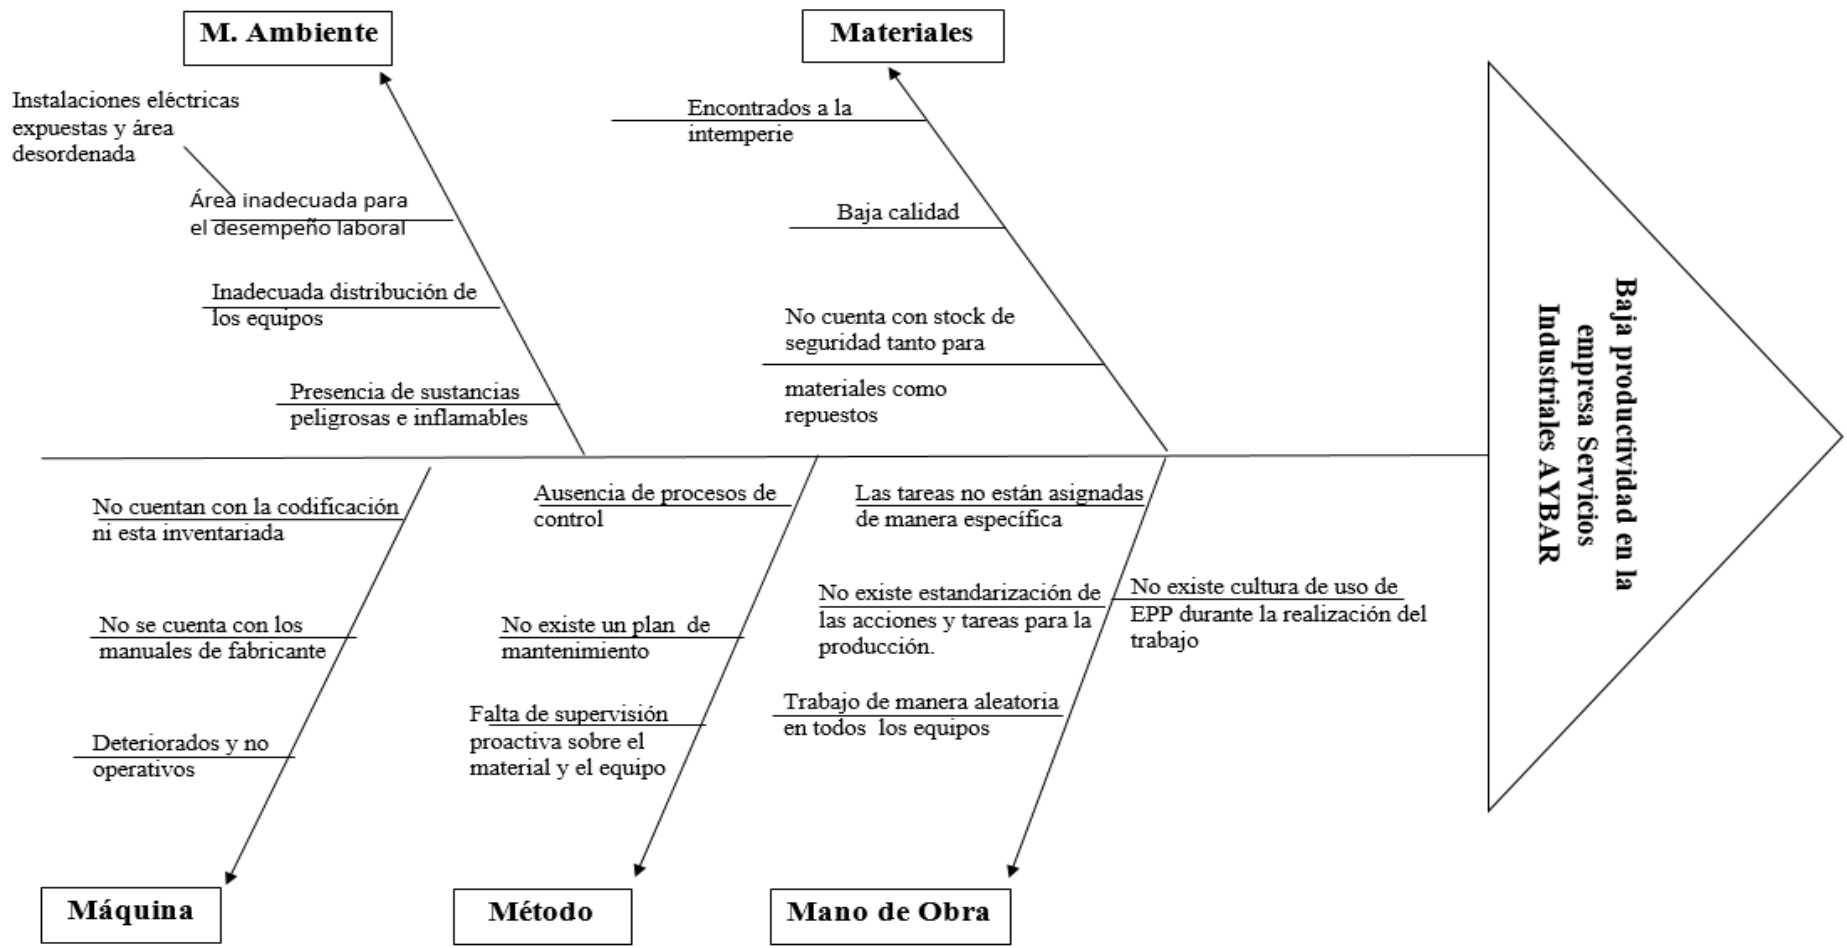 M. Ambiente
Materiales
Instalaciones eléctricas
expuestas y área
desordenada
Área inadecuada para
el desempeño laboral
Inadecuada distribución de
los equipos
Presencia de sustancias
peligrosas e inflamables
Encontrados a la
intemperie
Baja calidad
No cuenta con stock de
seguridad tanto para
materiales como
repuestos
Baja productividad en la
empresa Servicios
Industriales AYBAR
No cuentan con la codificación
ni esta inventariada
No se cuenta con los
manuales de fabricante
Deteriorados y no
operativos
Ausencia de procesos de
control
No existe un plan  de
mantenimiento
Falta de supervisión
proactiva sobre el
material y el equipo
Las tareas no están asignadas
de manera específica
No existe estandarización de
las acciones y tareas para la
producción.
Trabajo de manera aleatoria
en todos  los equipos
No existe cultura de uso de
EPP durante la realización del
trabajo
Máquina
Método
Mano de Obra